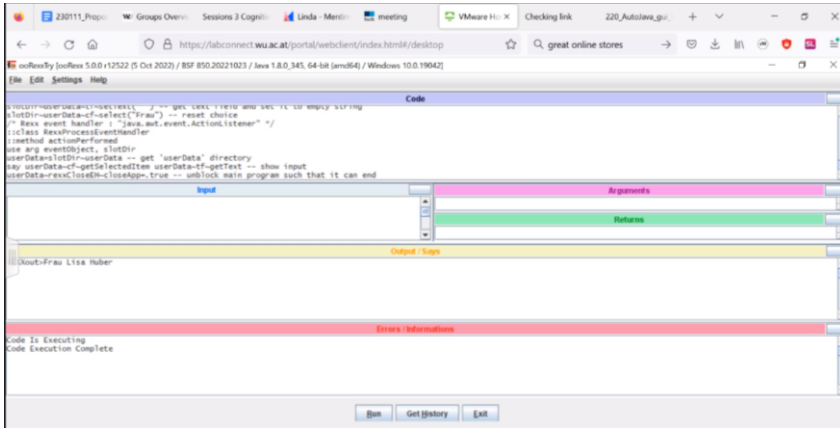 230111_Propo
Groups Overvi
Sessions 3 Cogniti
Linda - Mentin
meeting
VMware Ho
Checking link
220_AutoJava_gui_
https://labconnect.wu.ac.at/portal/webclient/index.html#/desktop
great online stores
ooRexxTry [ooRexx 5.0.0 r12522 (5 Oct 2022) / BSF 850.20221023 / Java 1.8.0_345, 64-bit (amd64) / Windows 10.0.19042]
File Edit Settings Help
Code
slotDir~userData~cf~select("Frau") -- reset choice
/* Rexx event handler : "java.awt.event.ActionListener" */
::class RexxProcessEventHandler
::method actionPerformed
use arg eventObject, slotDir
userData=slotDir~userData -- get 'userData' directory
say userData~cf~getSelectedItem userData~tf~getText -- show input
userData~rexxCloseEH~closeApp=.true -- unblock main program such that it can end
Input
Arguments
Returns
Output / Says
Xout>Frau Lisa Huber
Errors / Informations
Code Is Executing
Code Execution Complete
Run Get History Exit